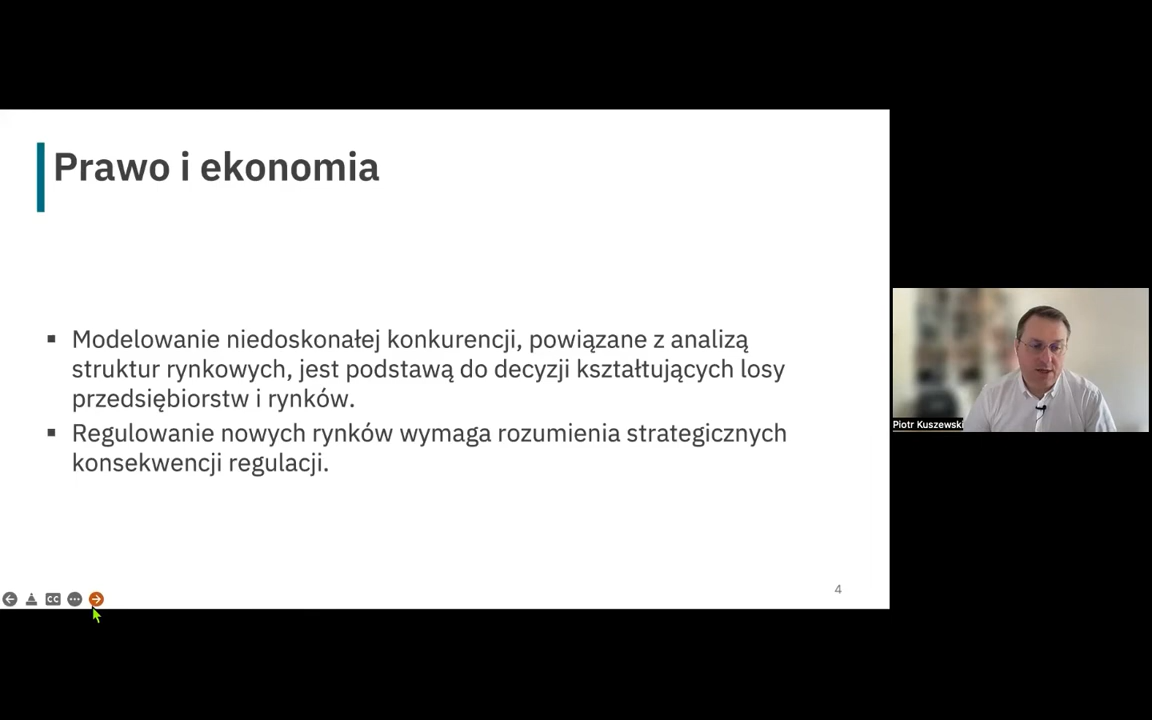 Prawo i ekonomia
▪ Modelowanie niedoskonałej konkurencji, powiązane z analizą
struktur rynkowych, jest podstawą do decyzji kształtujących losy
przedsiębiorstw i rynków.
▪ Regulowanie nowych rynków wymaga rozumienia strategicznych
konsekwencji regulacji.
Piotr Kuszewski
CC
4